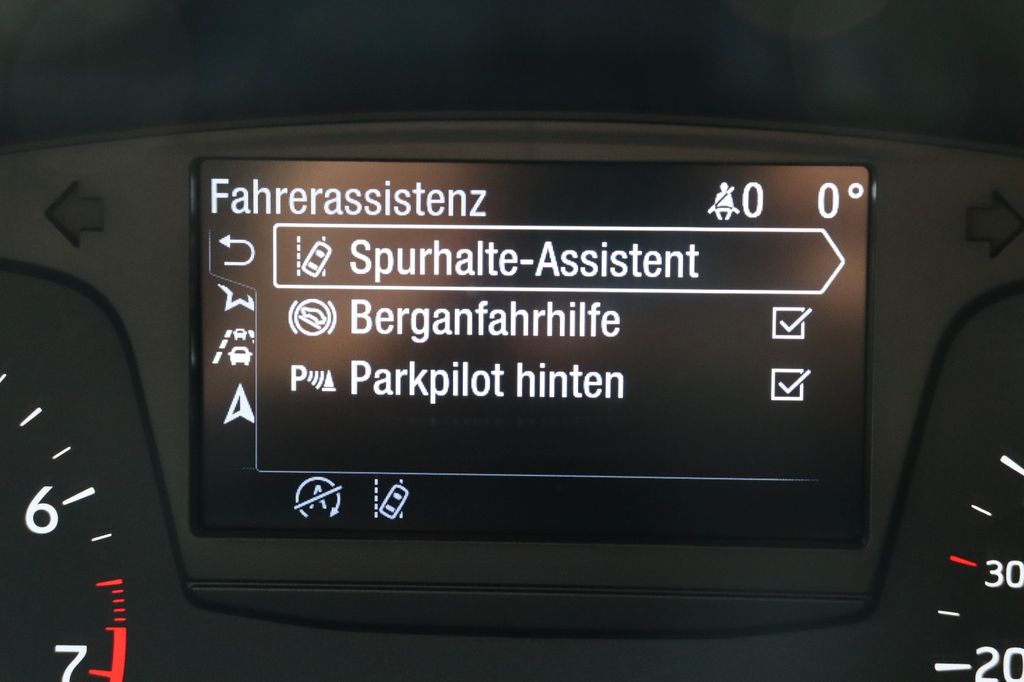 Fahrerassistenz 0 0°
Spurhalte-Assistent
Berganfahrhilfe
P Parkpilot hinten
A
6
7
30
20